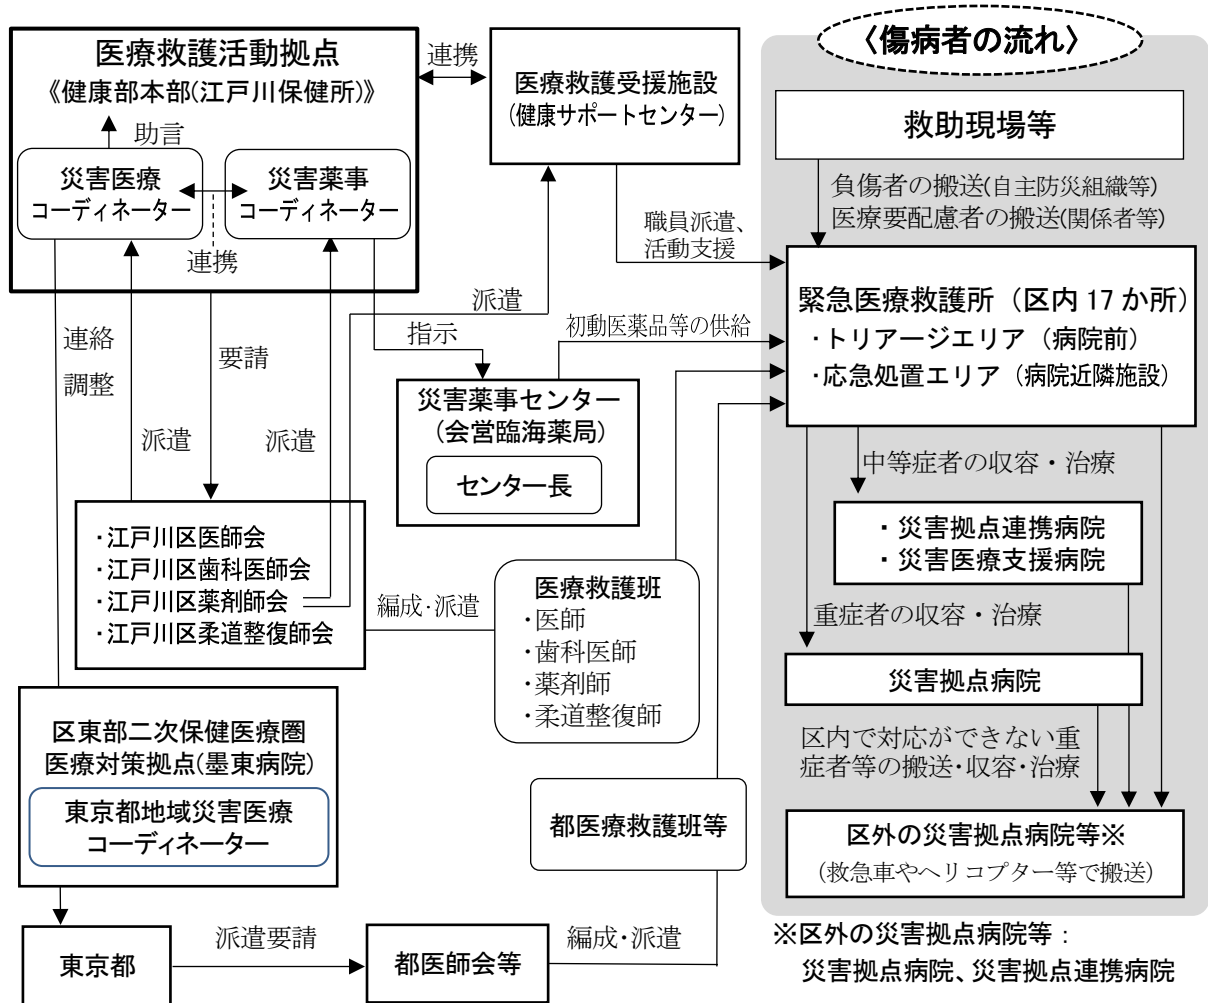 医療救護活動拠点
《健康部本部(江戸川保健所)》
助言
災害医療
コーディネーター
災害薬事
コーディネーター
連携
連携
医療救護受援施設
(健康サポートセンター)
〈傷病者の流れ〉
救助現場等
負傷者の搬送(自主防災組織等)
医療要配慮者の搬送(関係者等)
職員派遣、
活動支援
緊急医療救護所（区内 17 か所）
・トリアージエリア（病院前）
・応急処置エリア（病院近隣施設）
連絡
調整
要請
派遣
指示
初動医薬品等の供給
災害薬事センター
(会営臨海薬局)
センター長
派遣
派遣
中等症者の収容・治療
・災害拠点連携病院
・災害医療支援病院
・江戸川区医師会
・江戸川区歯科医師会
・江戸川区薬剤師会
・江戸川区柔道整復師会
編成・派遣
医療救護班
・医師
・歯科医師
・薬剤師
・柔道整復師
重症者の収容・治療
災害拠点病院
区東部二次保健医療圏
医療対策拠点(墨東病院)
東京都地域災害医療
コーディネーター
区内で対応ができない重
症者等の搬送・収容・治療
都医療救護班等
区外の災害拠点病院等※
(救急車やヘリコプター等で搬送)
東京都
派遣要請
都医師会等
編成・派遣
※区外の災害拠点病院等：
災害拠点病院、災害拠点連携病院